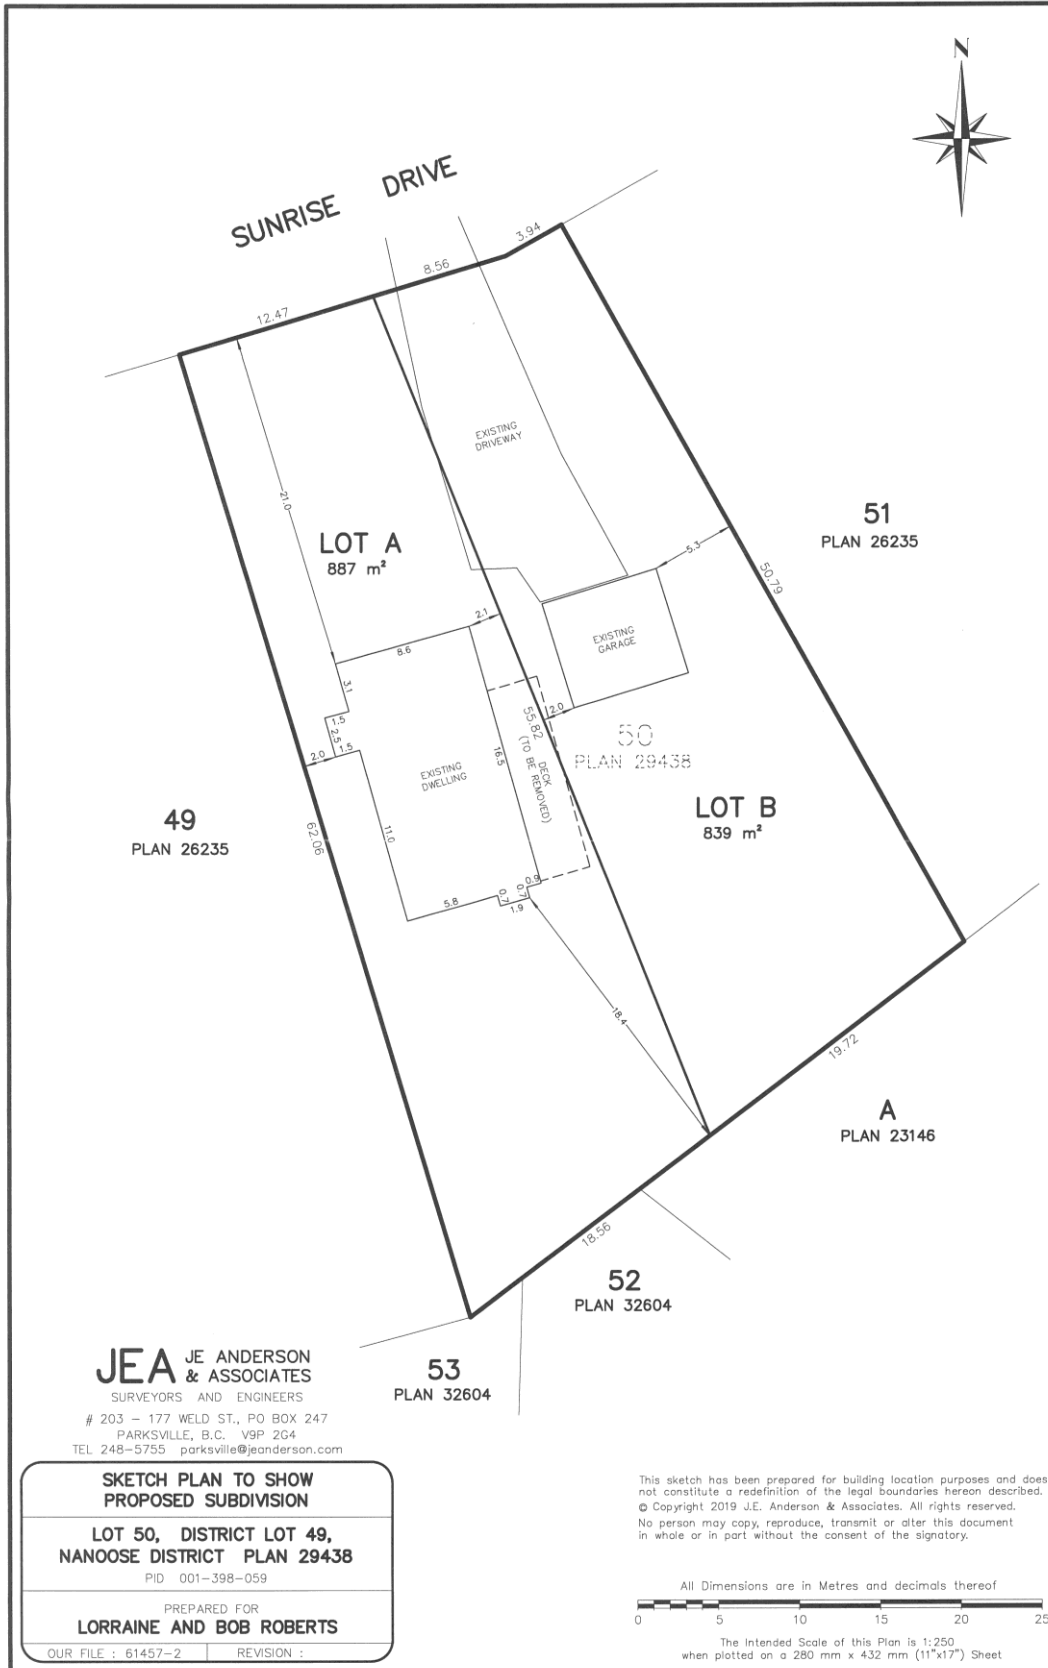 N
SUNRISE DRIVE
3.94
8.56
12.47
EXISTING
DRIVEWAY
21.0
LOT A
887 m²
51
PLAN 26235
5.3
50.79
2.1
8.6
EXISTING
GARAGE
3.1
1.5
2.5
1.5
2.0
55.82
2.0
50
PLAN 29438
16.5
DECK
(TO BE REMOVED)
EXISTING
DWELLING
LOT B
839 m²
49
PLAN 26235
62.06
11.0
0.9
0.7
0.7
5.8
1.9
18.4
19.72
A
PLAN 23146
18.56
52
PLAN 32604
53
PLAN 32604
JEA JE ANDERSON
& ASSOCIATES
SURVEYORS AND ENGINEERS
# 203 – 177 WELD ST., PO BOX 247
PARKSVILLE, B.C. V9P 2G4
TEL 248–5755 parksville@jeanderson.com
SKETCH PLAN TO SHOW
PROPOSED SUBDIVISION
LOT 50, DISTRICT LOT 49,
NANOOSE DISTRICT PLAN 29438
PID 001–398–059
PREPARED FOR
LORRAINE AND BOB ROBERTS
OUR FILE : 61457–2 REVISION :
This sketch has been prepared for building location purposes and does
not constitute a redefinition of the legal boundaries hereon described.
© Copyright 2019 J.E. Anderson & Associates. All rights reserved.
No person may copy, reproduce, transmit or alter this document
in whole or in part without the consent of the signatory.
All Dimensions are in Metres and decimals thereof
0 5 10 15 20 25
The Intended Scale of this Plan is 1:250
when plotted on a 280 mm x 432 mm (11"x17") Sheet